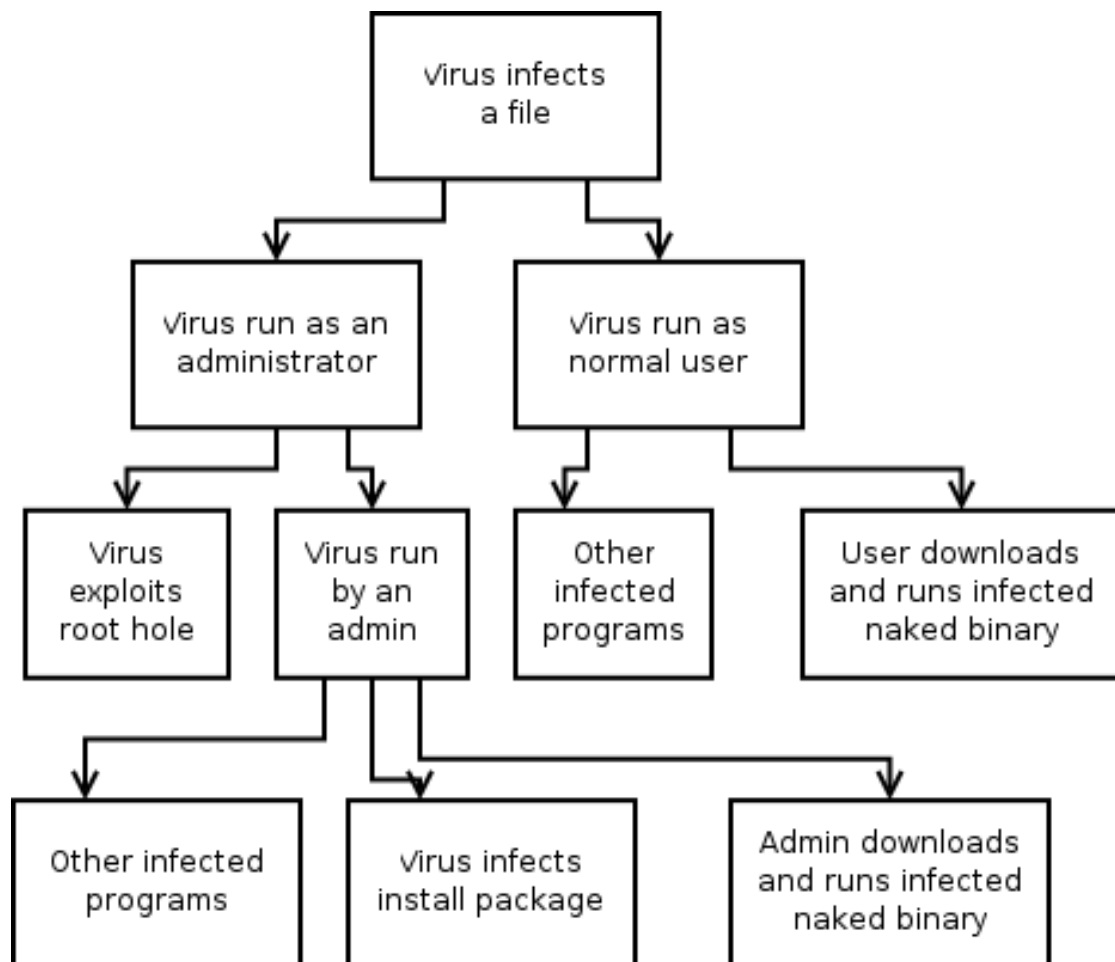 Virus infects
a file
Virus run as an
administrator
Virus run as
normal user
Virus
exploits
root hole
Virus run
by an
admin
Other
infected
programs
User downloads
and runs infected
naked binary
Other infected
programs
Virus infects
install package
Admin downloads
and runs infected
naked binary